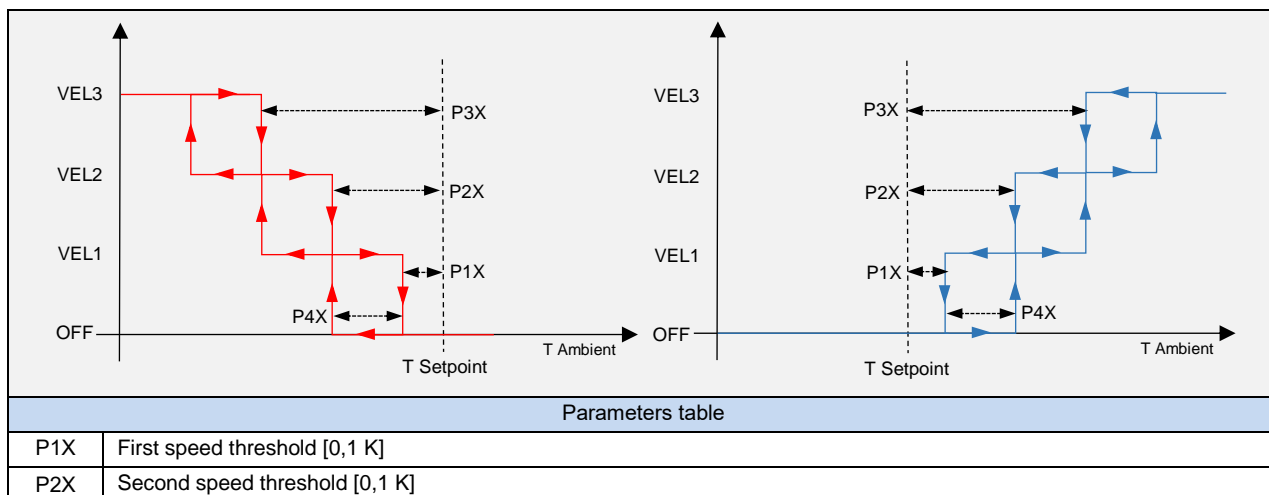 VEL3
P3X
VEL2
P2X
VEL1
P1X
P4X
OFF
T Ambient
T Setpoint
VEL3
P3X
VEL2
P2X
VEL1
P1X
P4X
OFF
T Ambient
T Setpoint
Parameters table
P1X First speed threshold [0,1 K]
P2X Second speed threshold [0,1 K]